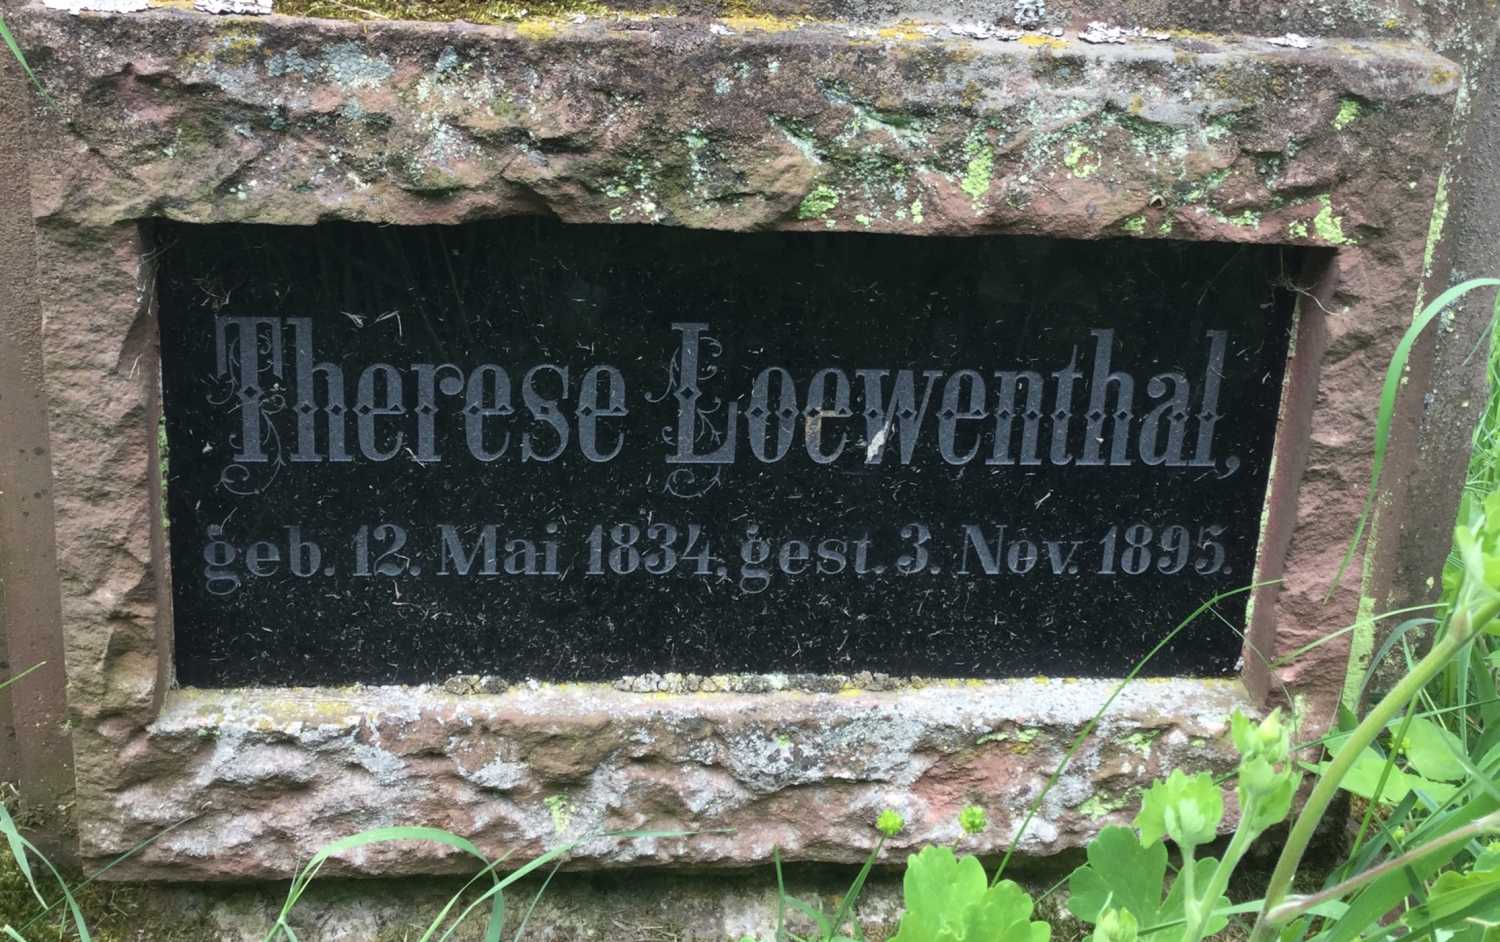 Therese Loewenthal,
geb. 12. Mai 1834, gest. 3. Nov. 1895.